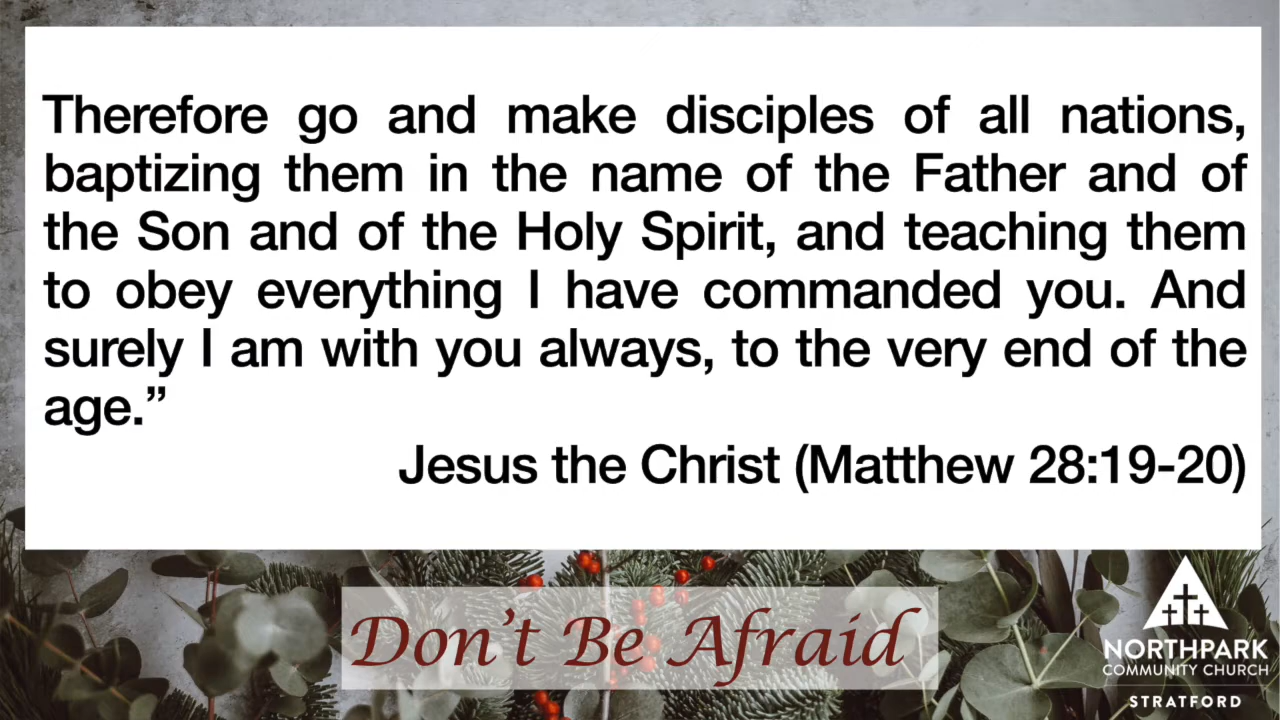 Therefore go and make disciples of all nations,
baptizing them in the name of the Father and of
the Son and of the Holy Spirit, and teaching them
to obey everything I have commanded you. And
surely I am with you always, to the very end of the
age.”
Jesus the Christ (Matthew 28:19-20)
Don’t Be Afraid
NORTHPARK
COMMUNITY CHURCH
STRATFORD